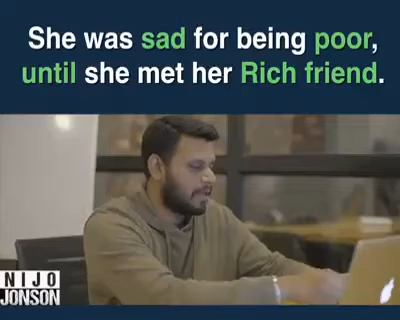 She was sad for being poor,
until she met her Rich friend.
NIJO
JONSON